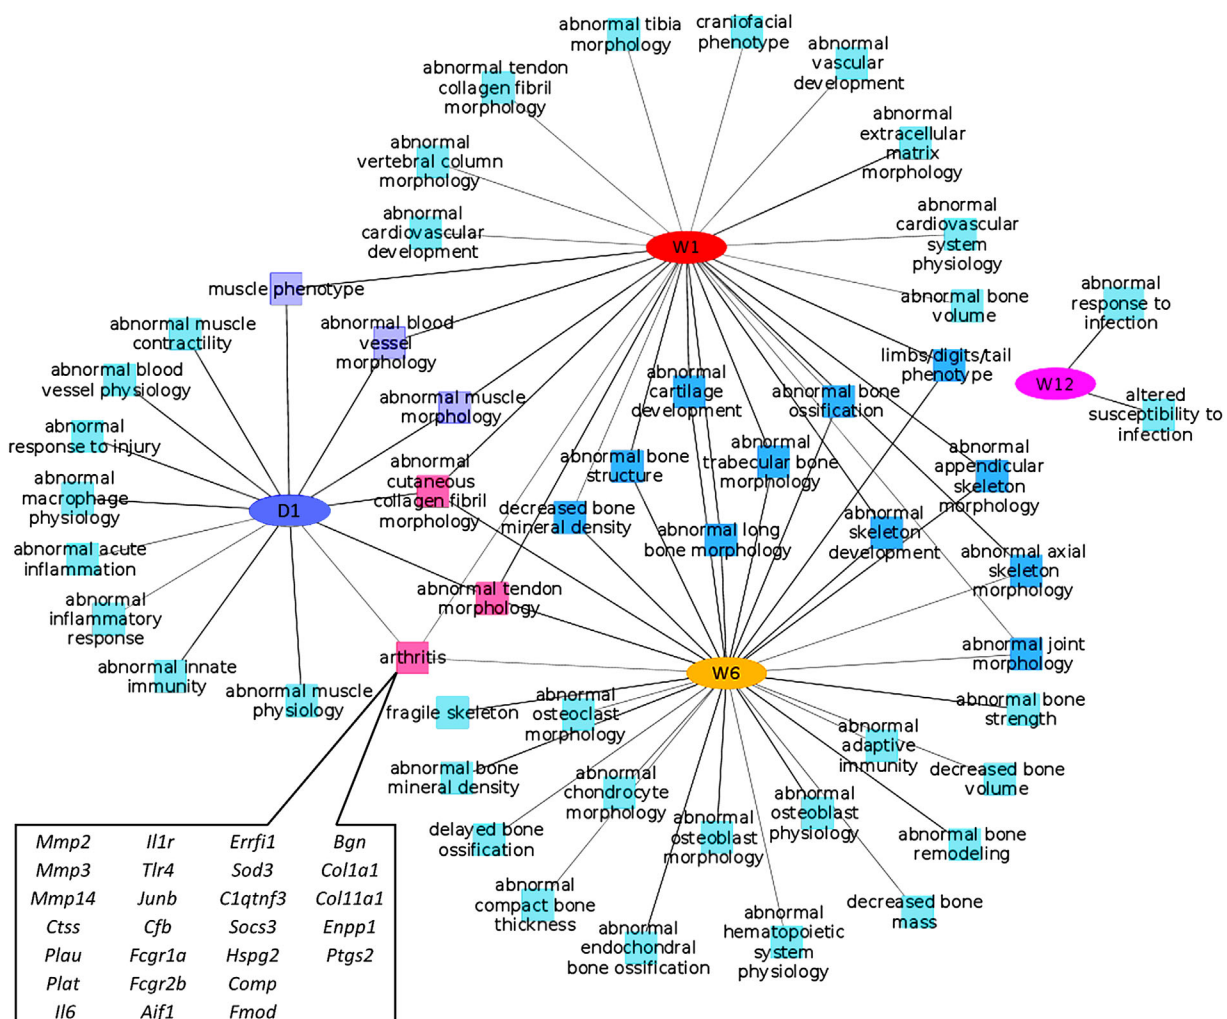 abnormal tibia
morphology
craniofacial
phenotype
abnormal
vascular
development
abnormal tendon
collagen fibril
morphology
abnormal
extracellular
matrix
morphology
abnormal
vertebral column
morphology
abnormal
cardiovascular
development
abnormal
cardiovascular
system
physiology
W1
muscle phenotype
abnormal bone
volume
abnormal
response to
infection
abnormal muscle
contractility
abnormal blood
vessel
morphology
limbs/digits/tail
phenotype
W12
abnormal blood
vessel physiology
abnormal muscle
morphology
abnormal
cartilage
development
abnormal bone
ossification
altered
susceptibility to
infection
abnormal
response to injury
abnormal
cutaneous
collagen fibril
morphology
abnormal bone
structure
abnormal
trabecular bone
morphology
abnormal
appendicular
skeleton
morphology
abnormal
macrophage
physiology
D1
decreased bone
mineral density
abnormal long
bone morphology
abnormal
skeleton
development
abnormal acute
inflammation
abnormal axial
skeleton
morphology
abnormal
inflammatory
response
abnormal tendon
morphology
abnormal innate
immunity
arthritis
W6
abnormal joint
morphology
abnormal muscle
physiology
fragile skeleton
abnormal
osteoclast
morphology
abnormal bone
strength
abnormal
adaptive
immunity
abnormal bone
mineral density
abnormal
chondrocyte
morphology
decreased bone
volume
delayed bone
ossification
abnormal
osteoblast
morphology
abnormal
osteoblast
physiology
abnormal bone
remodeling
abnormal
compact bone
thickness
abnormal
endochondral
bone ossification
abnormal
hematopoietic
system
physiology
decreased bone
mass
Mmp2 Il1r Errfi1 Bgn
Mmp3 Tlr4 Sod3 Col1a1
Mmp14 Junb C1qtnf3 Col11a1
Ctss Cfb Socs3 Enpp1
Plau Fcgr1a Hspg2 Ptgs2
Plat Fcgr2b Comp
Il6 Aif1 Fmod